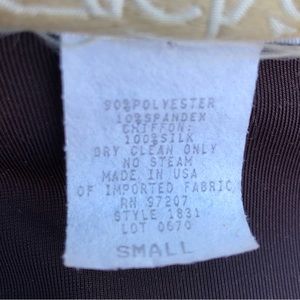 90%POLYESTER
10%SPANDEX
CHIFFON:
100%SILK
DRY CLEAN ONLY
NO STEAM
MADE IN USA
OF IMPORTED FABRIC
RN 97207
STYLE 1831
LOT 0670
SMALL